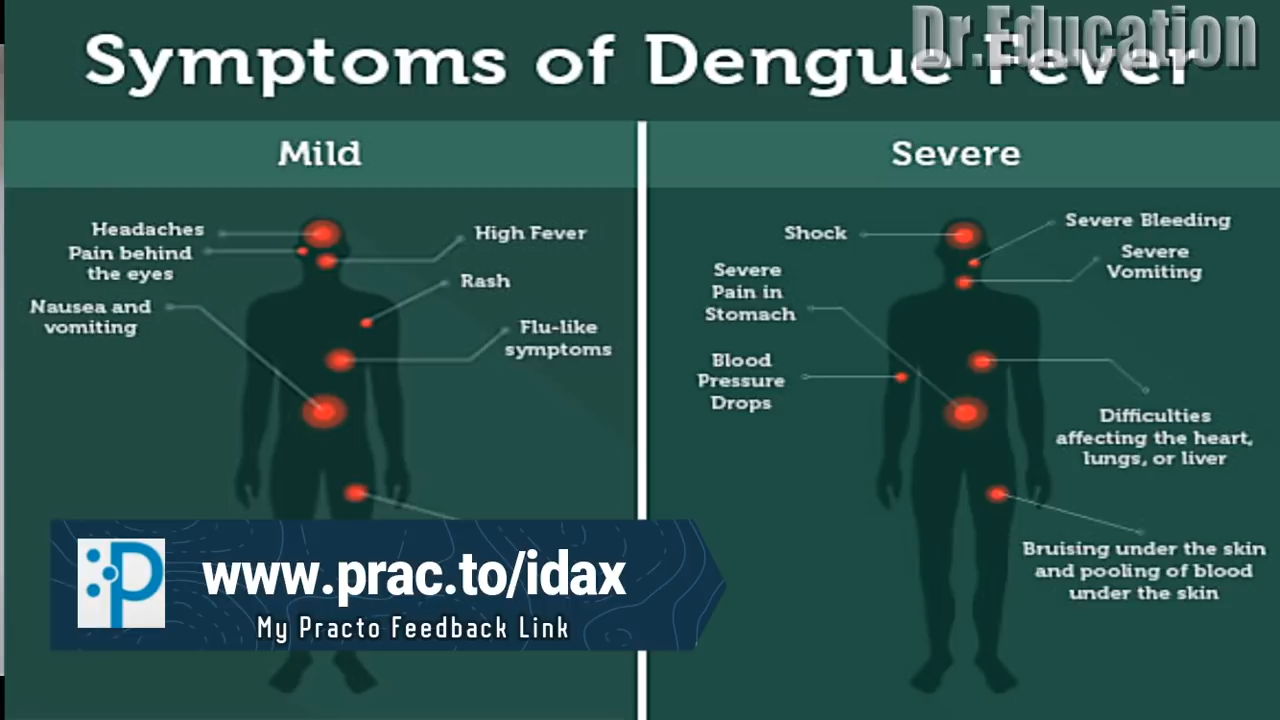 Dr.Education
Symptoms of Dengue Fever
Mild
Headaches
Pain behind
the eyes
Nausea and
vomiting
High Fever
Rash
Flu-like
symptoms
Severe
Shock
Severe
Pain in
Stomach
Blood
Pressure
Drops
Severe Bleeding
Severe
Vomiting
Difficulties
affecting the heart,
lungs, or liver
Bruising under the skin
and pooling of blood
under the skin
www.prac.to/idax
My Practo Feedback Link